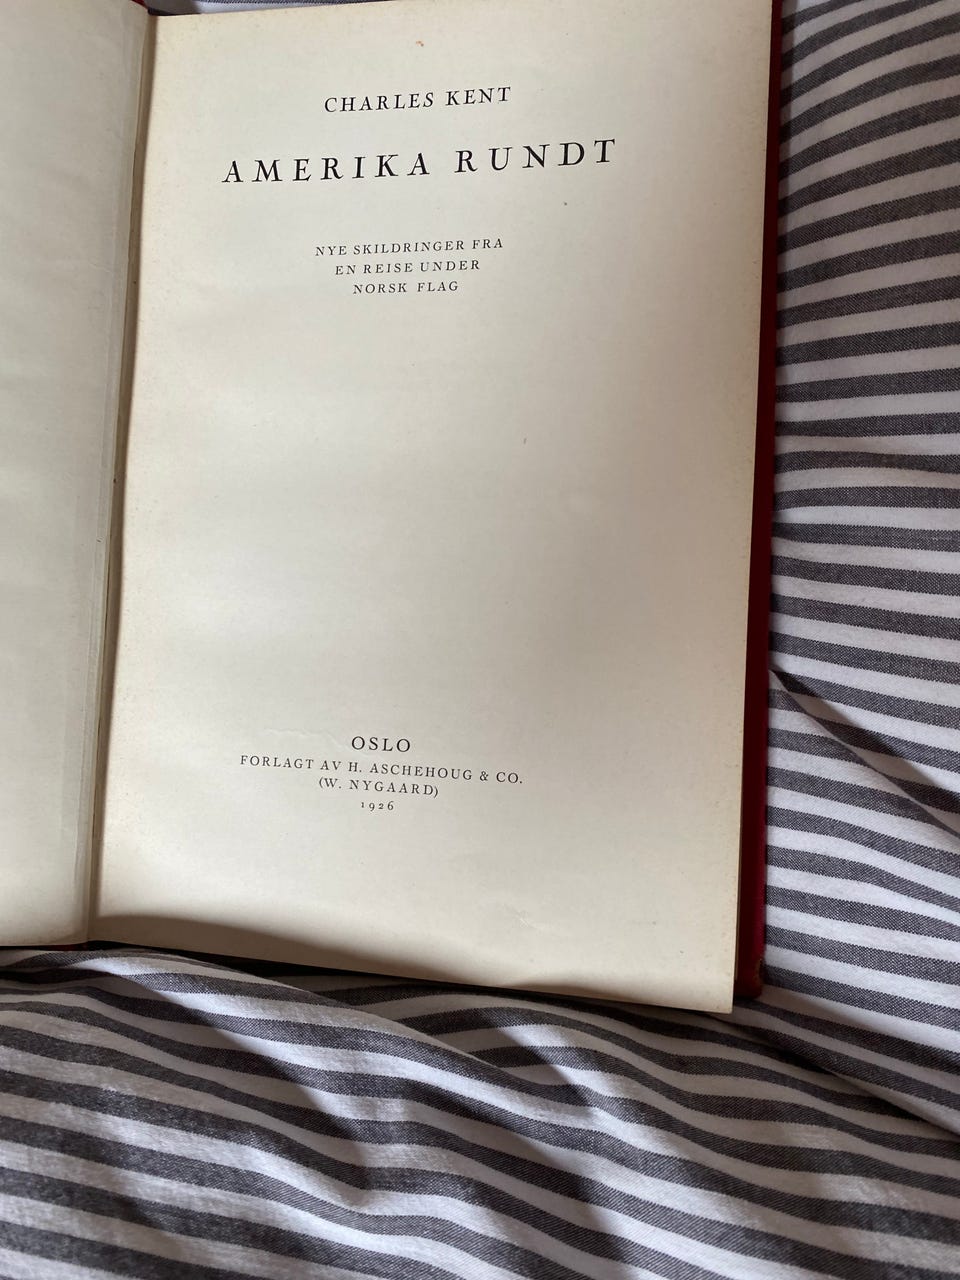 CHARLES KENT
AMERIKA RUNDT
NYE SKILDRINGER FRA
EN REISE UNDER
NORSK FLAG
OSLO
FORLAGT AV H. ASCHEHOUG & CO.
(W. NYGAARD)
1926